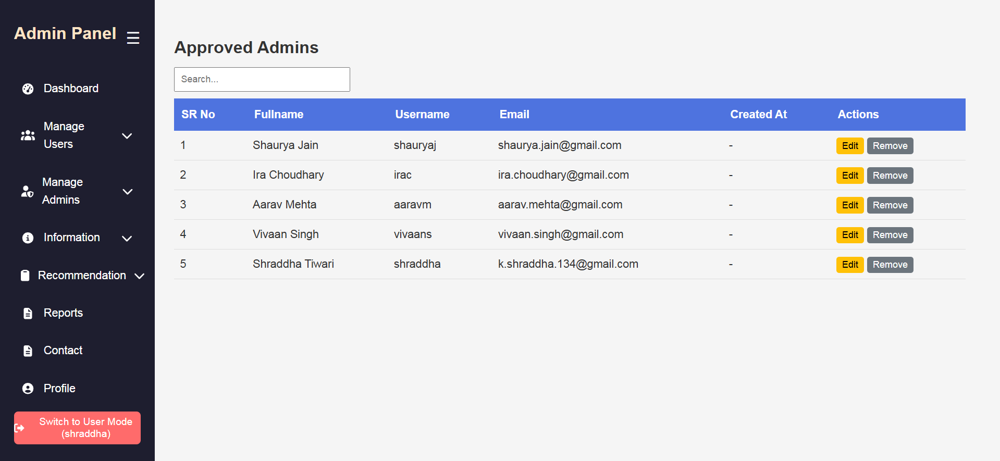 Admin Panel
Dashboard
Manage
Users
Manage
Admins
Information
Recommendation
Reports
Contact
Profile
Switch to User Mode
(shraddha)
Approved Admins
Search...
SR No Fullname Username Email Created At Actions
1 Shaurya Jain shauryaj shaurya.jain@gmail.com - Edit Remove
2 Ira Choudhary irac ira.choudhary@gmail.com - Edit Remove
3 Aarav Mehta aaravm aarav.mehta@gmail.com - Edit Remove
4 Vivaan Singh vivaans vivaan.singh@gmail.com - Edit Remove
5 Shraddha Tiwari shraddha k.shraddha.134@gmail.com - Edit Remove